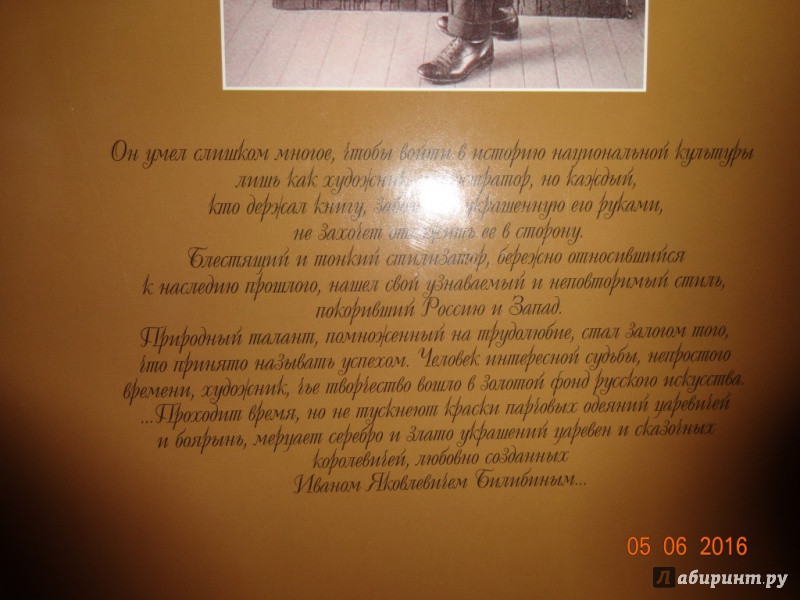 Он умел слишком многое, чтобы войти в историю национальной культуры
лишь как художник, но каждый,
кто держал книгу, украшенную его руками,
не захочет ее в сторону.
Блестящий и тонкий стилизатор, бережно относившийся
к наследию прошлого, нашел свой узнаваемый и неповторимый стиль,
покоривший Россию и Запад.
Природный талант, помноженный на трудолюбие, стал залогом того,
что принято называть успехом. Человек интересной судьбы, непростого
времени, художник, чье творчество вошло в золотой фонд русского искусства.
...Проходит время, но не тускнеют краски парчовых одеяний царевичей
и боярынь, мерцает серебро и злато украшений царевен и сказочных
королевичей, любовно созданных
Иваном Яковлевичем Билибиным...
05 06 2016
Лабиринт.ру